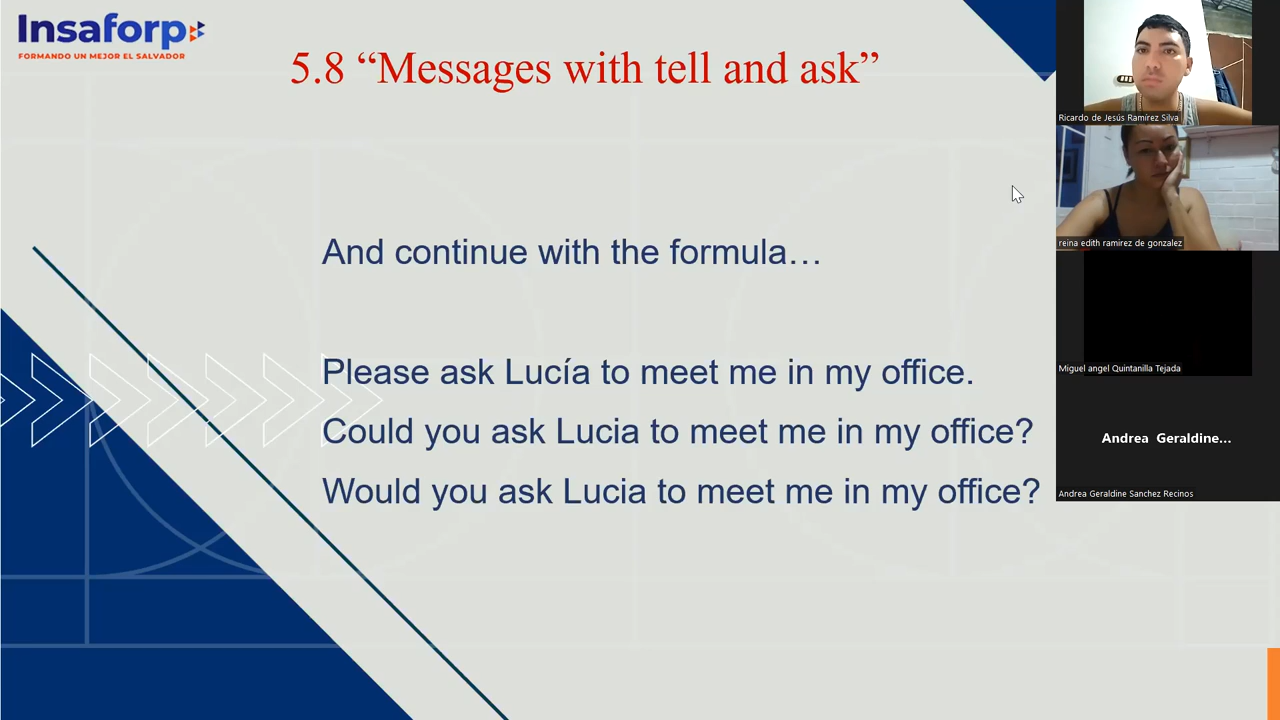 Insaforp
FORMANDO UN MEJOR EL SALVADOR
5.8 “Messages with tell and ask”
And continue with the formula…
Please ask Lucía to meet me in my office.
Could you ask Lucia to meet me in my office?
Would you ask Lucia to meet me in my office?
Ricardo de Jesús Ramírez Silva
reina edith ramirez de gonzalez
Miguel angel Quintanilla Tejada
Andrea Geraldine...
Andrea Geraldine Sanchez Recinos